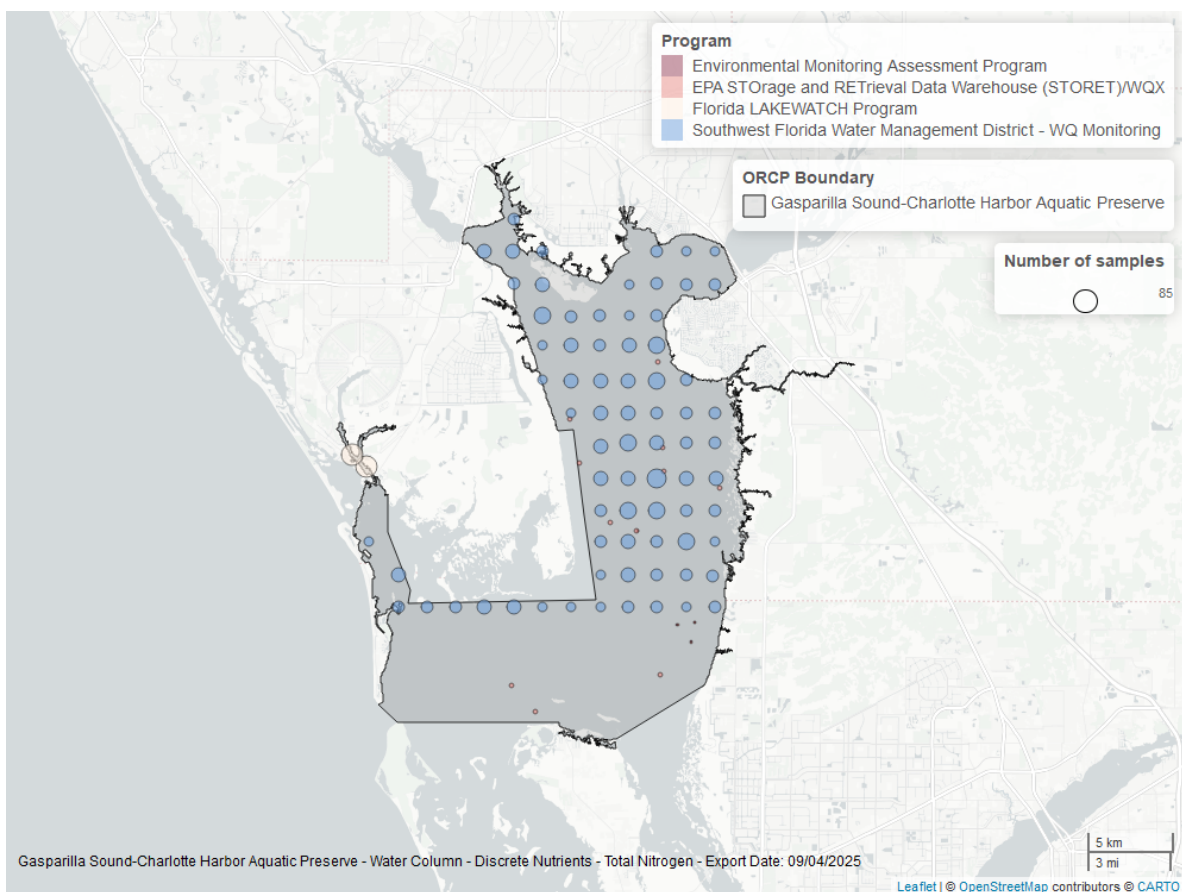 Program
Environmental Monitoring Assessment Program
EPA STOrage and RETrieval Data Warehouse (STORET)/WQX
Florida LAKEWATCH Program
Southwest Florida Water Management District - WQ Monitoring
ORCP Boundary
Gasparilla Sound-Charlotte Harbor Aquatic Preserve
Number of samples
85
5 km
3 mi
Gasparilla Sound-Charlotte Harbor Aquatic Preserve - Water Column - Discrete Nutrients - Total Nitrogen - Export Date: 09/04/2025
Leaflet | © OpenStreetMap contributors © CARTO